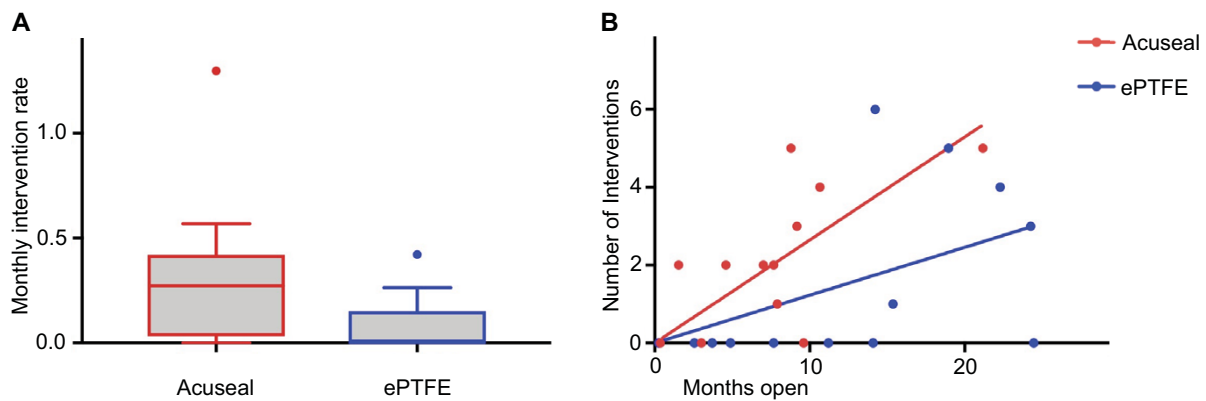 A
Monthly intervention rate
1.0
0.5
0.0
Acuseal ePTFE
B
Number of Interventions
6
4
2
0
0 10 20
Months open
Acuseal
ePTFE